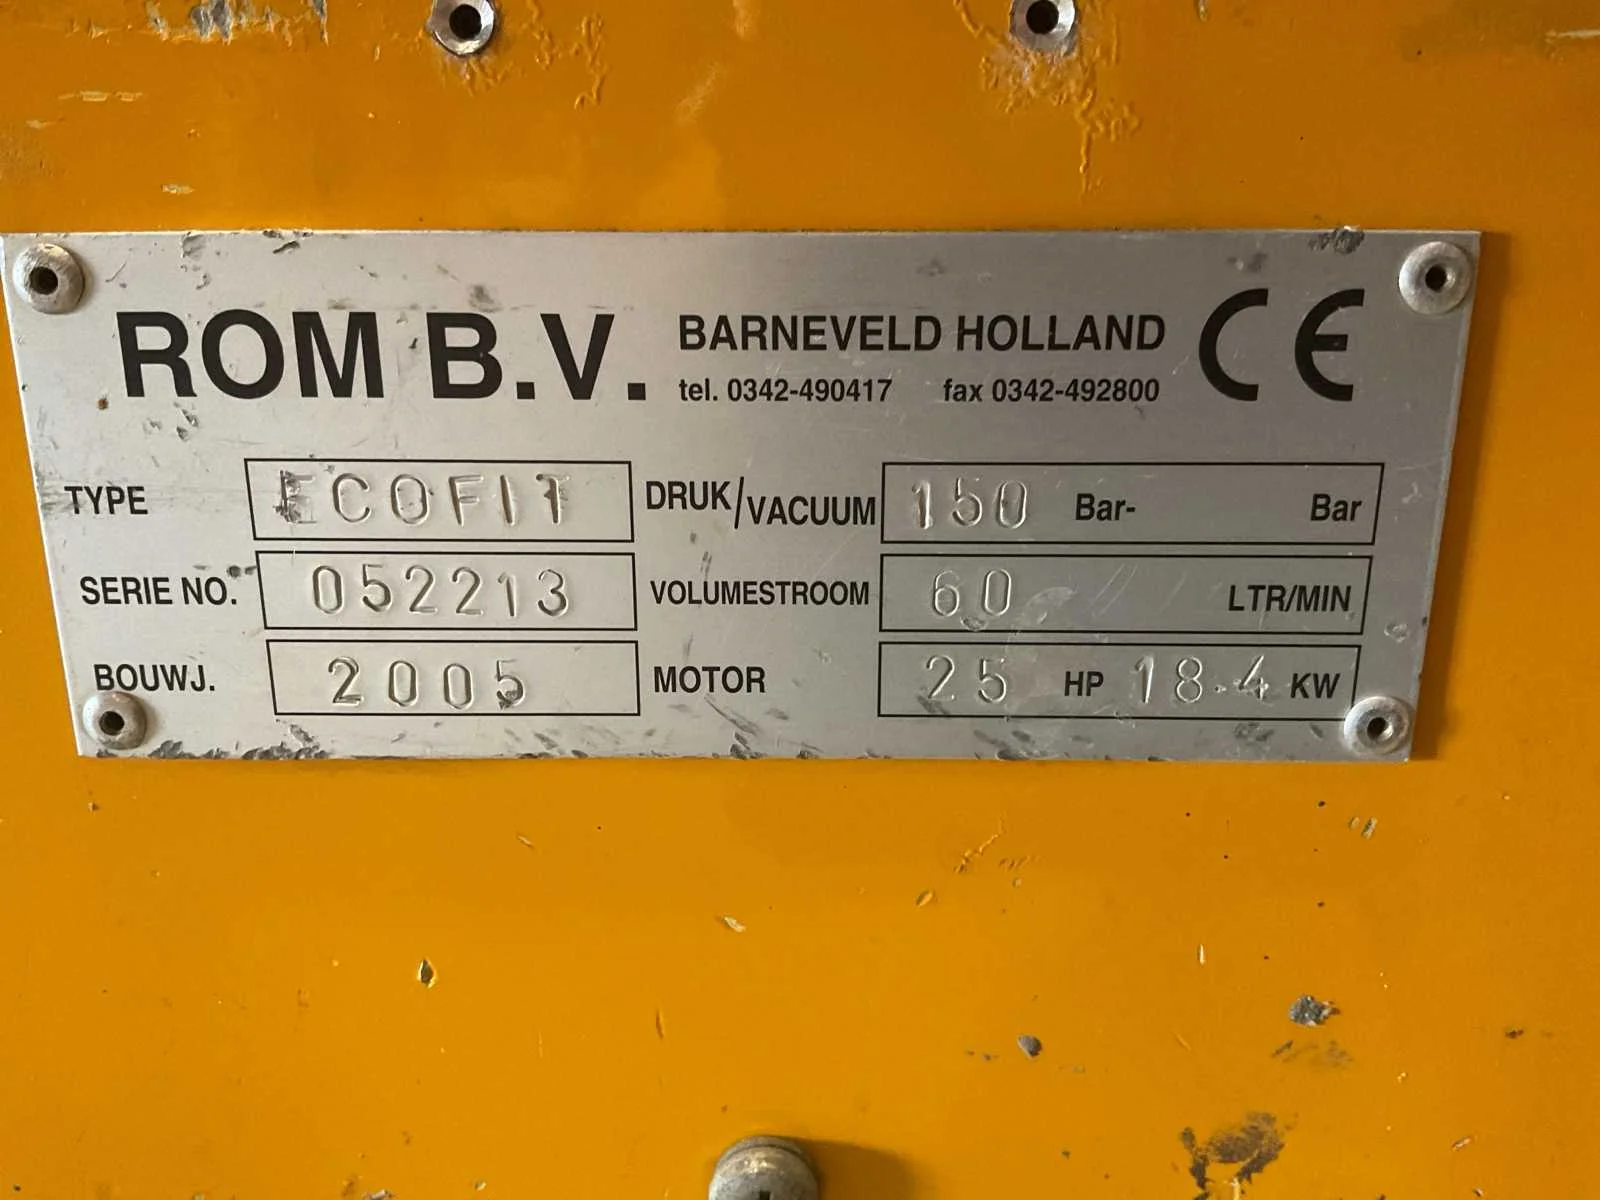 ROM B.V. BARNEVELD HOLLAND CE
tel. 0342-490417 fax 0342-492800
TYPE ECOFIT DRUK/VACUUM 150 Bar- Bar
SERIE NO. 052213 VOLUMESTROOM 60 LTR/MIN
BOUWJ. 2005 MOTOR 25 HP 18.4 KW